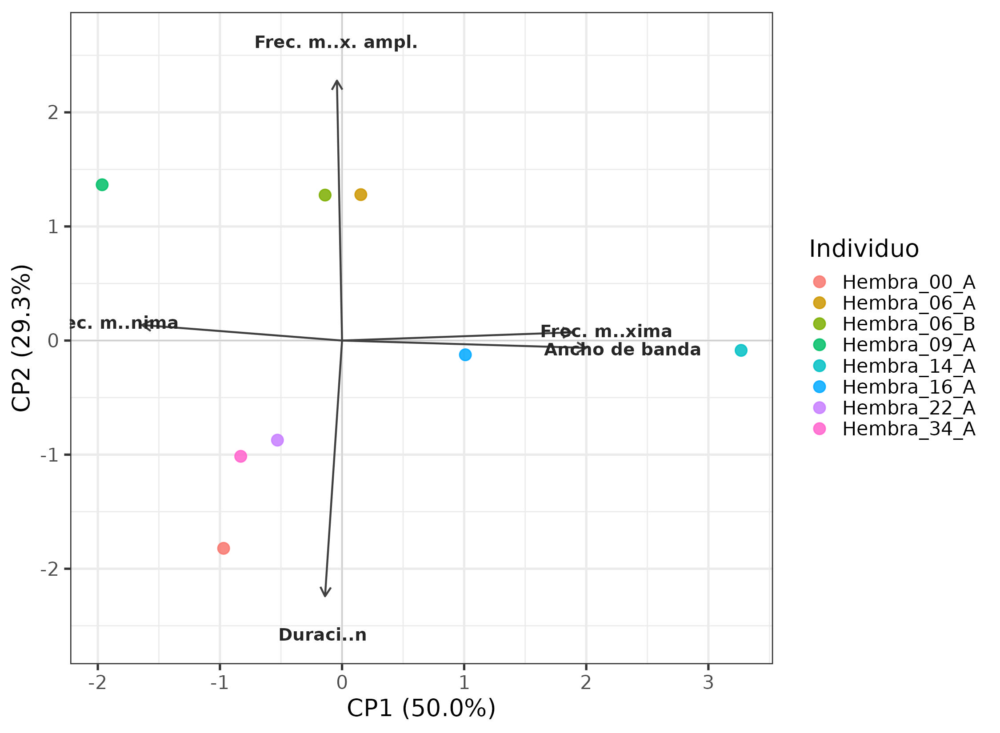 Frec. m..x. ampl.
2
1
ec. m..nima
Frec. m..xima
0
Ancho de banda
-1
-2
Duraci..n
-2
-1
0
1
2
3
CP1 (50.0%)
CP2 (29.3%)
Individuo
Hembra_00_A
Hembra_06_A
Hembra_06_B
Hembra_09_A
Hembra_14_A
Hembra_16_A
Hembra_22_A
Hembra_34_A